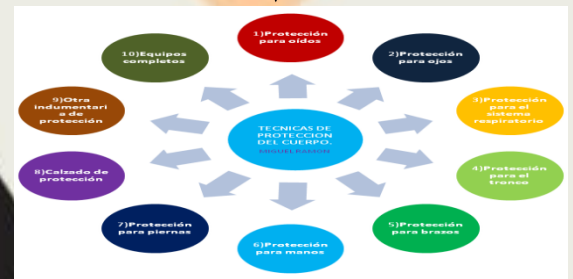 1)Protección
para oídos
2)Protección
para ojos
3)Protección
para el
sistema
respiratorio
4)Protección
para el
tronco
5)Protección
para brazos
6)Protección
para manos
7)Protección
para piernas
8)Calzado de
protección
9)Otra
indumentari
a de
protección
10)Equipos
completos
TECNICAS DE
PROTECCION
DEL CUERPO.